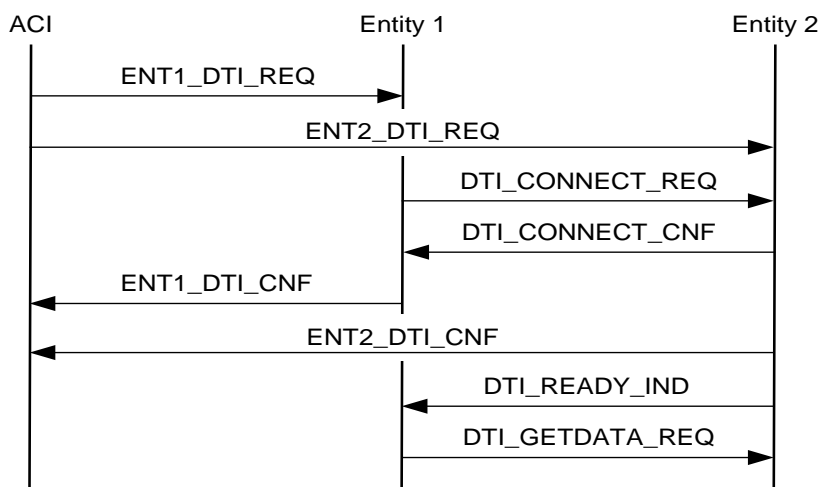 ACI Entity 1 Entity 2
ENT1_DTI_REQ
ENT2_DTI_REQ
DTI_CONNECT_REQ
DTI_CONNECT_CNF
ENT1_DTI_CNF
ENT2_DTI_CNF
DTI_READY_IND
DTI_GETDATA_REQ